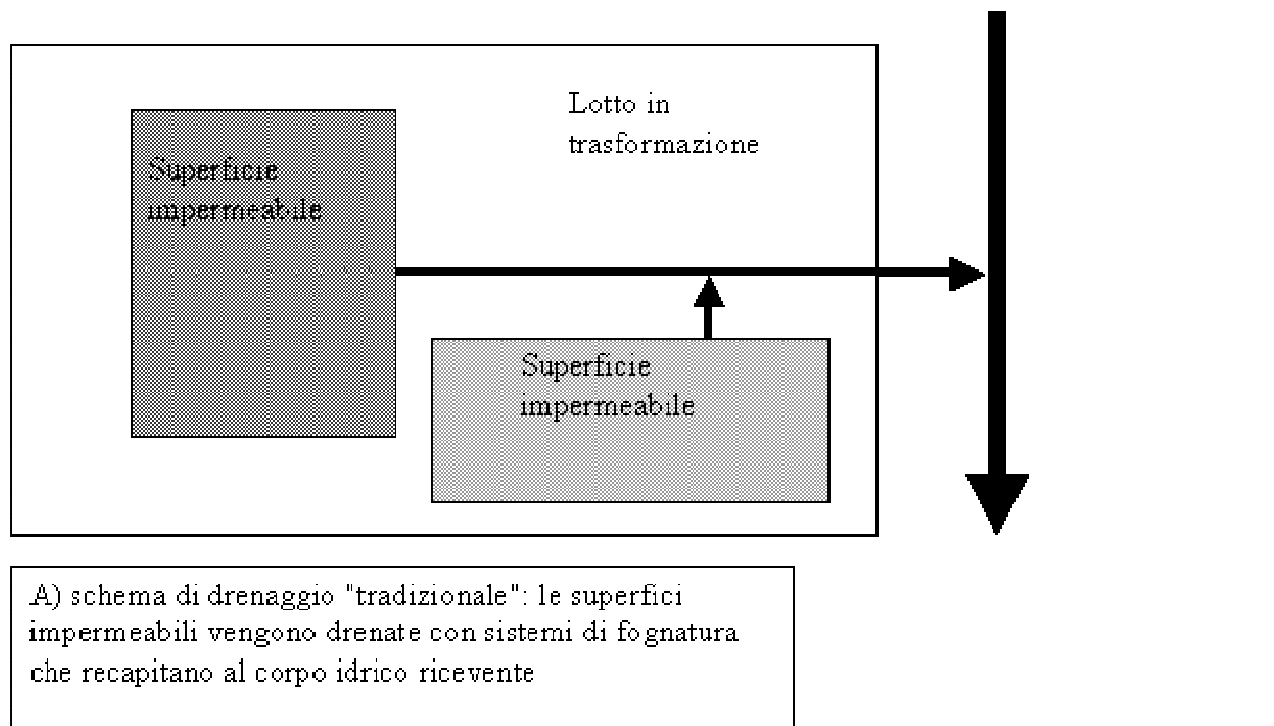 Lotto in
trasformazione
Superficie
impermeabile
Superficie
impermeabile
A) schema di drenaggio "tradizionale": le superfici
impermeabili vengono drenate con sistemi di fognatura
che recapitano al corpo idrico ricevente